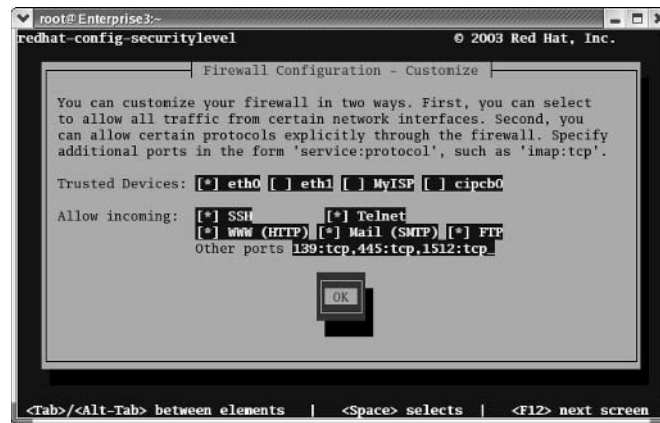 root@Enterprise3:~
redhat-config-securitylevel © 2003 Red Hat, Inc.
Firewall Configuration - Customize
You can customize your firewall in two ways. First, you can select
to allow all traffic from certain network interfaces. Second, you
can allow certain protocols explicitly through the firewall. Specify
additional ports in the form 'service:protocol', such as 'imap:tcp'.
Trusted Devices: [*] eth0 [ ] eth1 [ ] MyISP [ ] cipcb0
Allow incoming: [*] SSH [*] Telnet
[*] WWW (HTTP) [*] Mail (SMTP) [*] FTP
Other ports 139:tcp,445:tcp,1512:tcp_
OK
<Tab>/<Alt-Tab> between elements | <Space> selects | <F12> next screen